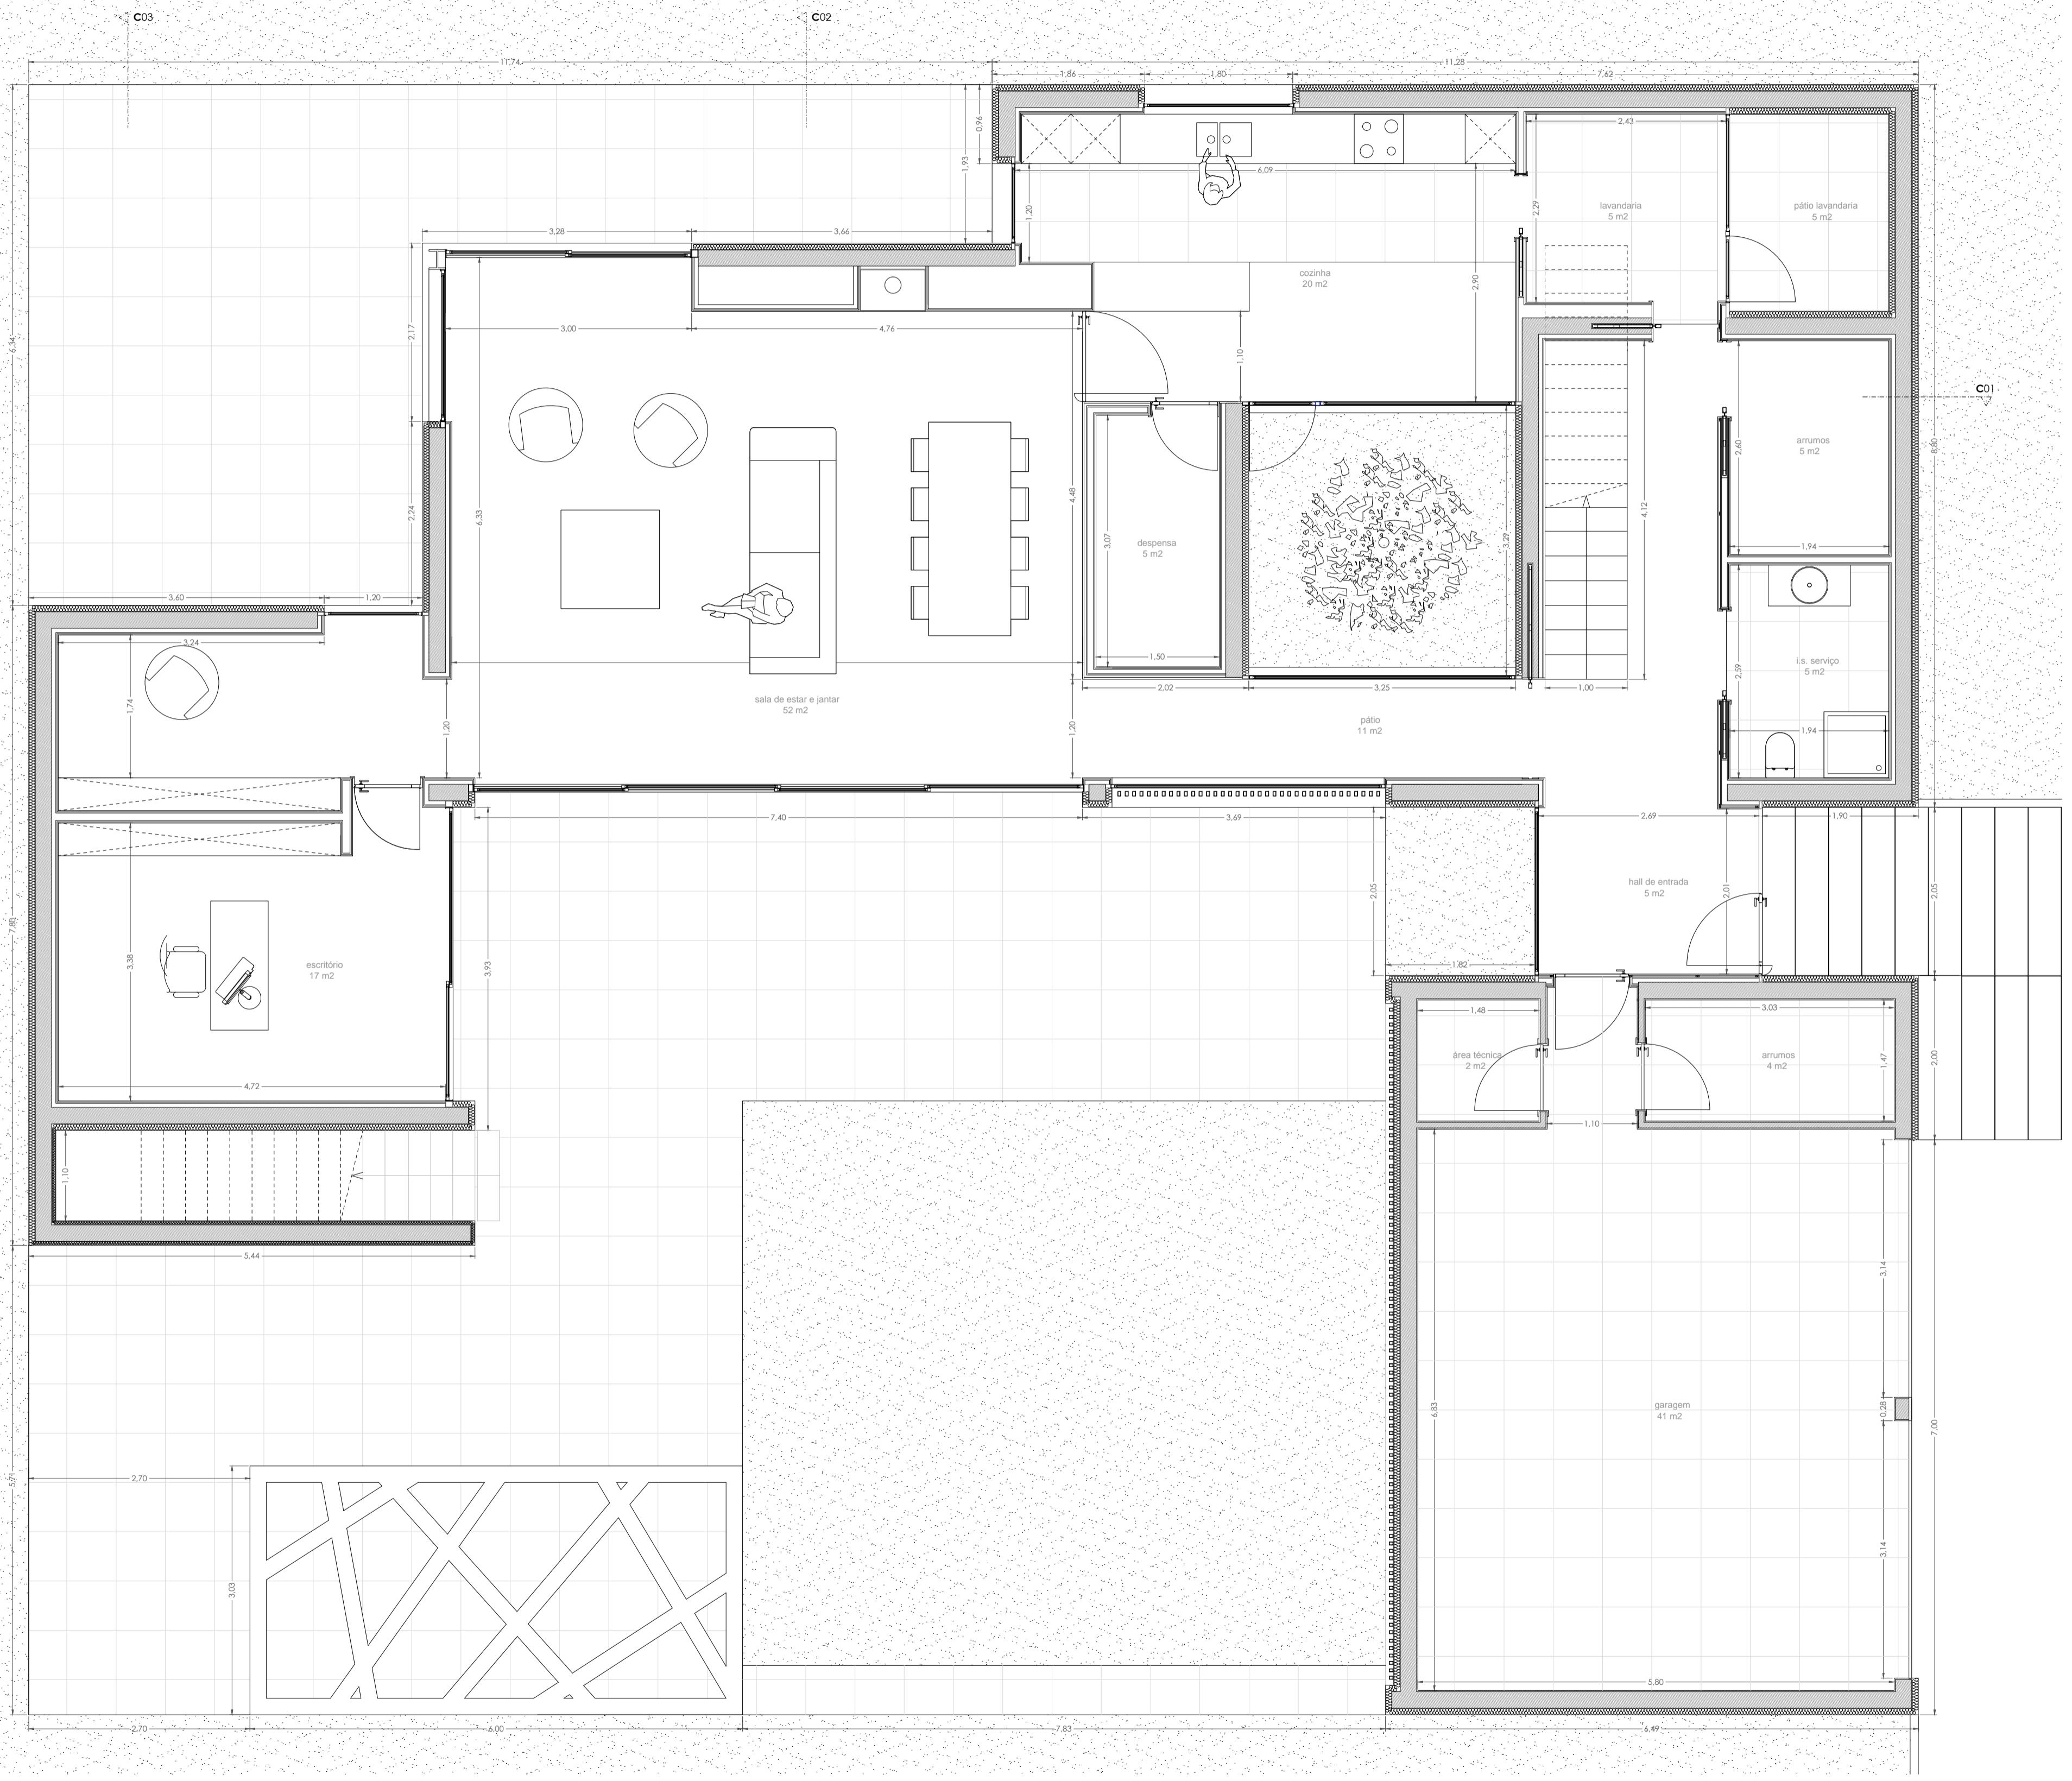 C03
C02
11,74
11,28
1,86
1,80
7,62
0,96
1,93
2,43
6,09
1,20
2,29
lavandaria
5 m2
pátio lavandaria
5 m2
3,28
3,66
cozinha
20 m2
2,90
3,00
4,76
2,17
6,34
1,10
C01
2,60
arrumos
5 m2
8,80
2,24
6,33
4,48
3,07
despensa
5 m2
3,29
4,12
1,94
3,60
1,20
3,24
1,50
2,59
i.s. serviço
5 m2
2,02
3,25
1,00
1,74
sala de estar e jantar
52 m2
1,20
1,20
pátio
11 m2
1,94
7,40
3,69
2,69
1,90
7,80
hall de entrada
5 m2
2,05
2,01
2,05
3,38
escritório
17 m2
3,93
1,82
1,48
3,03
área técnica
2 m2
arrumos
4 m2
1,47
2,00
4,72
1,10
1,10
5,44
3,14
6,83
garagem
41 m2
0,28
7,00
2,70
5,71
3,03
3,14
5,80
2,70
6,00
7,83
6,49